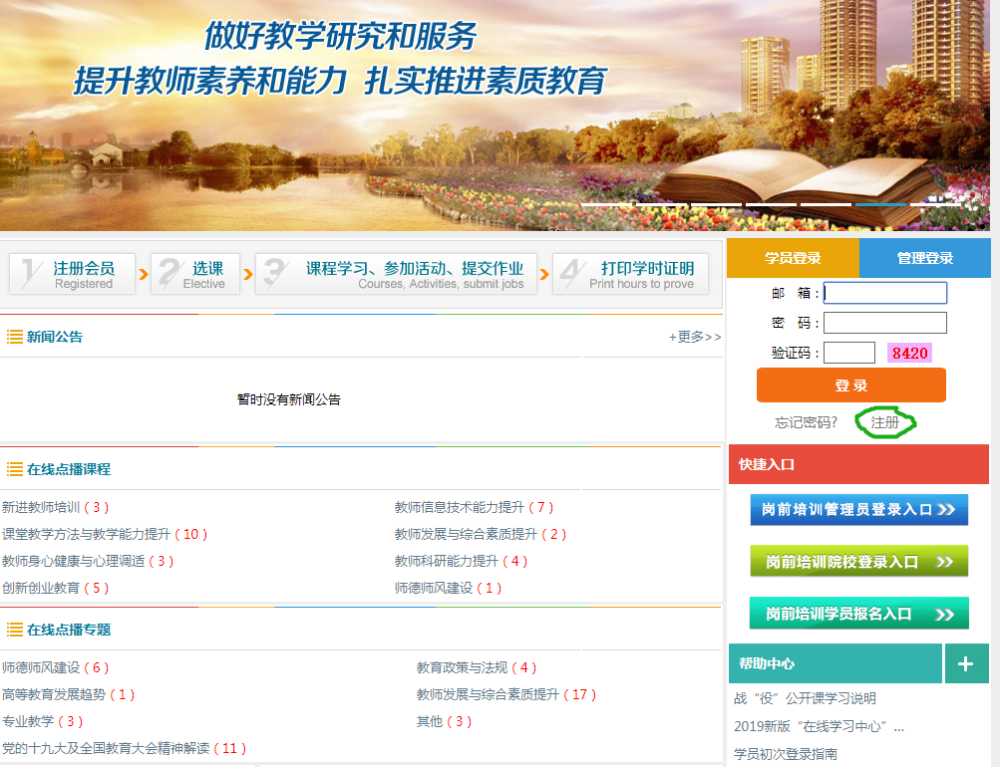 做好教学研究和服务
提升教师素养和能力 扎实推进素质教育
1 注册会员
Registered
2 选课
Elective
3 课程学习、参加活动、提交作业
Courses, Activities, submit jobs
4 打印学时证明
Print hours to prove
新闻公告 +更多>>
暂时没有新闻公告
在线点播课程
新进教师培训（3） 教师信息技术能力提升（7）
课堂教学方法与教学能力提升（10） 教师发展与综合素质提升（2）
教师身心健康与心理调适（3） 教师科研能力提升（4）
创新创业教育（5） 师德师风建设（1）
在线点播专题
师德师风建设（6） 教育政策与法规（4）
高等教育发展趋势（1） 教师发展与综合素质提升（17）
专业教学（3） 其他（3）
党的十九大及全国教育大会精神解读（11）
学员登录 管理登录
邮 箱：
密 码：
验证码： 8420
登 录
忘记密码? 注册
快捷入口
岗前培训管理员登录入口 >>
岗前培训院校登录入口 >>
岗前培训学员报名入口 >>
帮助中心 +
战“役”公开课学习说明
2019新版“在线学习中心”...
学员初次登录指南